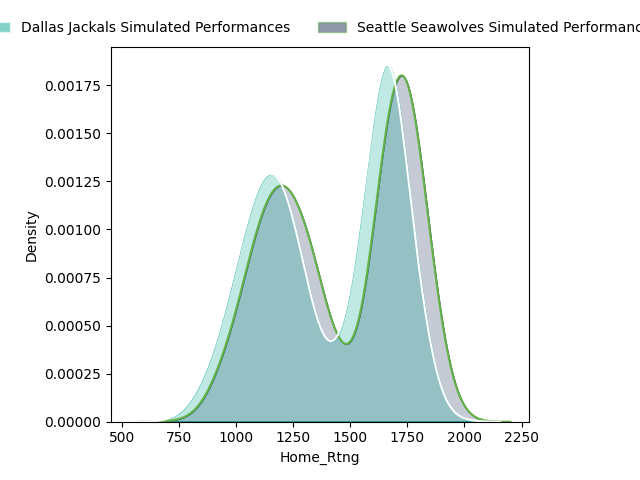 Dallas Jackals Simulated Performances
Seattle Seawolves Simulated
0.00175
0.00150
0.00125
0.00100
0.00075
0.00050
0.00025
0.00000
Density
500 750 1000 1250 1500 1750 2000 2250
Home_Rtng